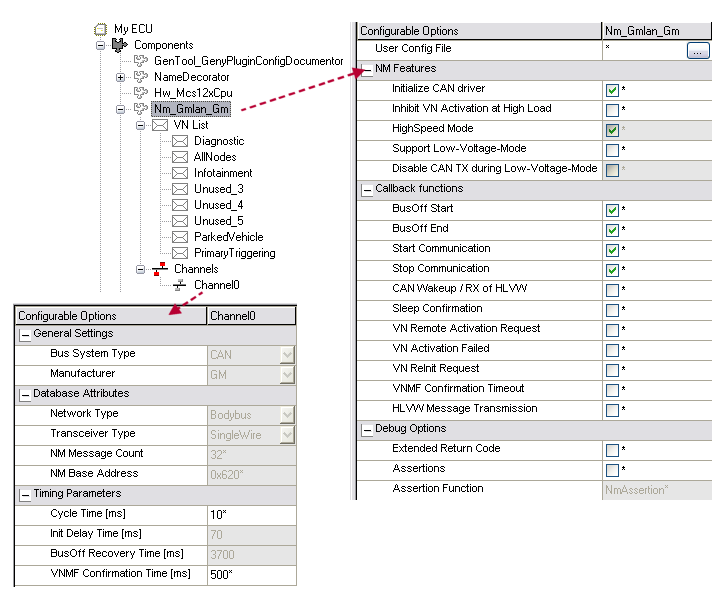 My ECU
Components
GenTool_GenyPluginConfigDocumentor
NameDecorator
Hw_Mcs12xCpu
Nm_Gmlan_Gm
VN List
Diagnostic
AllNodes
Infotainment
Unused_3
Unused_4
Unused_5
ParkedVehicle
PrimaryTriggering
Channels
Channel0
Configurable Options Channel0
General Settings
Bus System Type CAN
Manufacturer GM
Database Attributes
Network Type Bodybus
Transceiver Type SingleWire
NM Message Count 32*
NM Base Address 0x620*
Timing Parameters
Cycle Time [ms] 10*
Init Delay Time [ms] 70
BusOff Recovery Time [ms] 3700
VNMF Confirmation Time [ms] 500*
Configurable Options Nm_Gmlan_Gm
User Config File * ...
NM Features
Initialize CAN driver *
Inhibit VN Activation at High Load *
HighSpeed Mode *
Support Low-Voltage-Mode *
Disable CAN TX during Low-Voltage-Mode *
Callback functions
BusOff Start *
BusOff End *
Start Communication *
Stop Communication *
CAN Wakeup / RX of HLVW *
Sleep Confirmation *
VN Remote Activation Request *
VN Activation Failed *
VN ReInit Request *
VNMF Confirmation Timeout *
HLVW Message Transmission *
Debug Options
Extended Return Code *
Assertions *
Assertion Function NmAssertion*